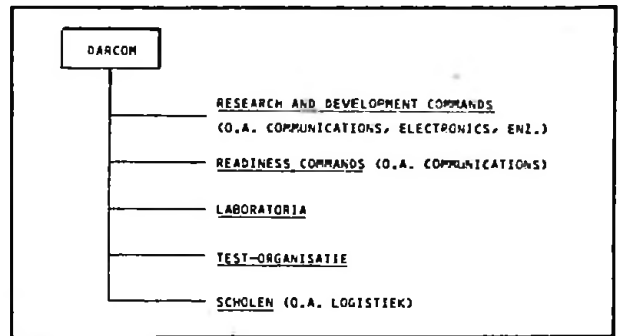 DARCOM
RESEARCH AND DEVELOPMENT COMMANDS
(O.A. COMMUNICATIONS, ELECTRONICS, ENZ.)
READINESS COMMANDS (O.A. COMMUNICATIONS)
LABORATORIA
TEST-ORGANISATIE
SCHOLEN (O.A. LOGISTIEK)